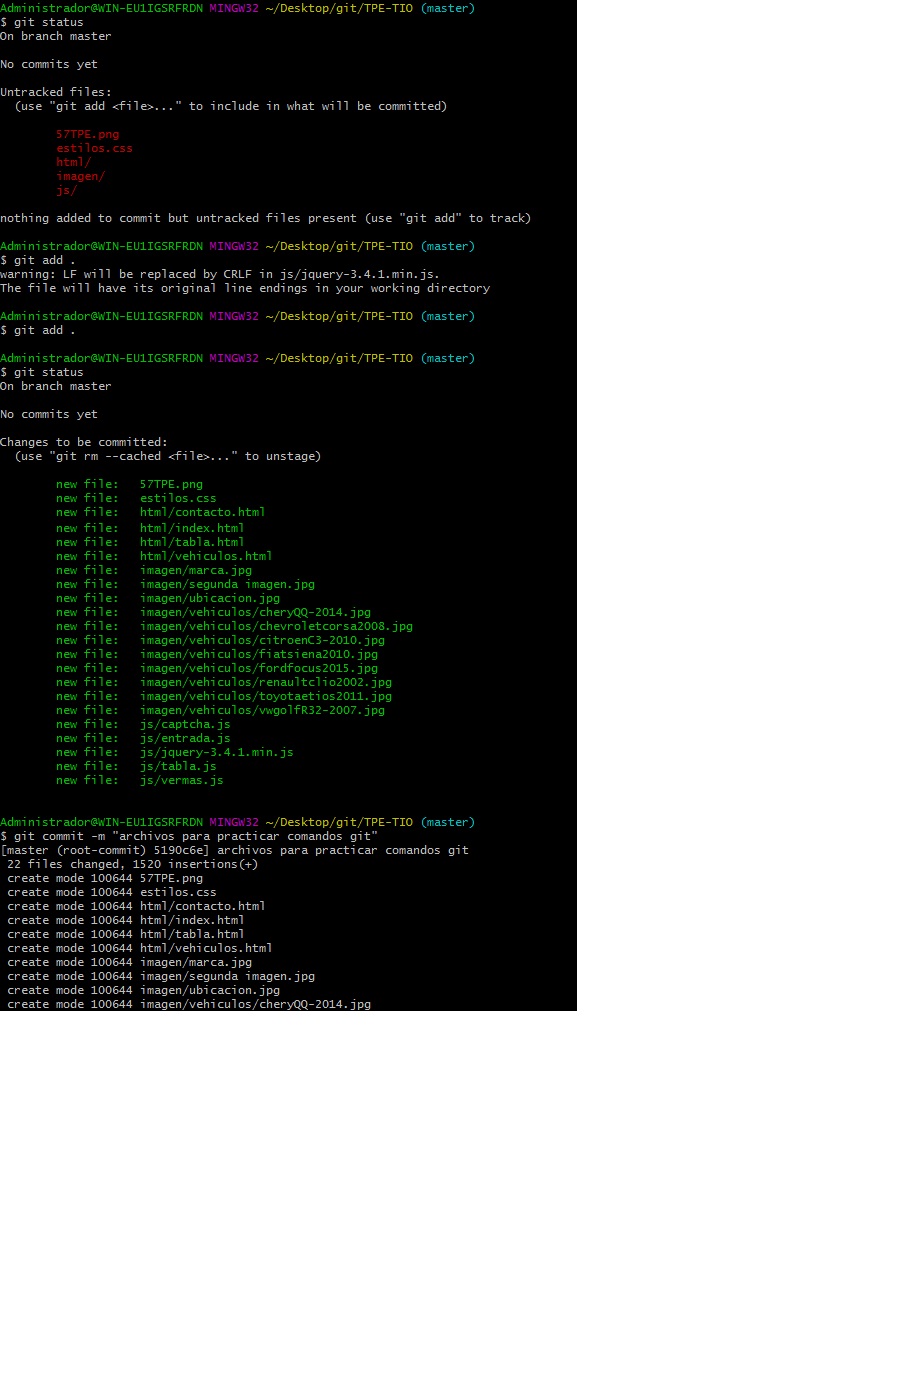 Administrador@WIN-EU1IGSRFRDN MINGW32 ~/Desktop/git/TPE-TIO (master)
$ git status
On branch master
No commits yet
Untracked files:
  (use "git add <file>..." to include in what will be committed)
        57TPE.png
        estilos.css
        html/
        imagen/
        js/
nothing added to commit but untracked files present (use "git add" to track)
Administrador@WIN-EU1IGSRFRDN MINGW32 ~/Desktop/git/TPE-TIO (master)
$ git add .
warning: LF will be replaced by CRLF in js/jquery-3.4.1.min.js.
The file will have its original line endings in your working directory
Administrador@WIN-EU1IGSRFRDN MINGW32 ~/Desktop/git/TPE-TIO (master)
$ git add .
Administrador@WIN-EU1IGSRFRDN MINGW32 ~/Desktop/git/TPE-TIO (master)
$ git status
On branch master
No commits yet
Changes to be committed:
  (use "git rm --cached <file>..." to unstage)
        new file:   57TPE.png
        new file:   estilos.css
        new file:   html/contacto.html
        new file:   html/index.html
        new file:   html/tabla.html
        new file:   html/vehiculos.html
        new file:   imagen/marca.jpg
        new file:   imagen/segunda imagen.jpg
        new file:   imagen/ubicacion.jpg
        new file:   imagen/vehiculos/cheryQQ-2014.jpg
        new file:   imagen/vehiculos/chevroletcorsa2008.jpg
        new file:   imagen/vehiculos/citroenC3-2010.jpg
        new file:   imagen/vehiculos/fiatsiena2010.jpg
        new file:   imagen/vehiculos/fordfocus2015.jpg
        new file:   imagen/vehiculos/renaultclio2002.jpg
        new file:   imagen/vehiculos/toyotaetios2011.jpg
        new file:   imagen/vehiculos/vwgolfR32-2007.jpg
        new file:   js/captcha.js
        new file:   js/entrada.js
        new file:   js/jquery-3.4.1.min.js
        new file:   js/tabla.js
        new file:   js/vermas.js
Administrador@WIN-EU1IGSRFRDN MINGW32 ~/Desktop/git/TPE-TIO (master)
$ git commit -m "archivos para practicar comandos git"
[master (root-commit) 5190c6e] archivos para practicar comandos git
 22 files changed, 1520 insertions(+)
 create mode 100644 57TPE.png
 create mode 100644 estilos.css
 create mode 100644 html/contacto.html
 create mode 100644 html/index.html
 create mode 100644 html/tabla.html
 create mode 100644 html/vehiculos.html
 create mode 100644 imagen/marca.jpg
 create mode 100644 imagen/segunda imagen.jpg
 create mode 100644 imagen/ubicacion.jpg
 create mode 100644 imagen/vehiculos/cheryQQ-2014.jpg